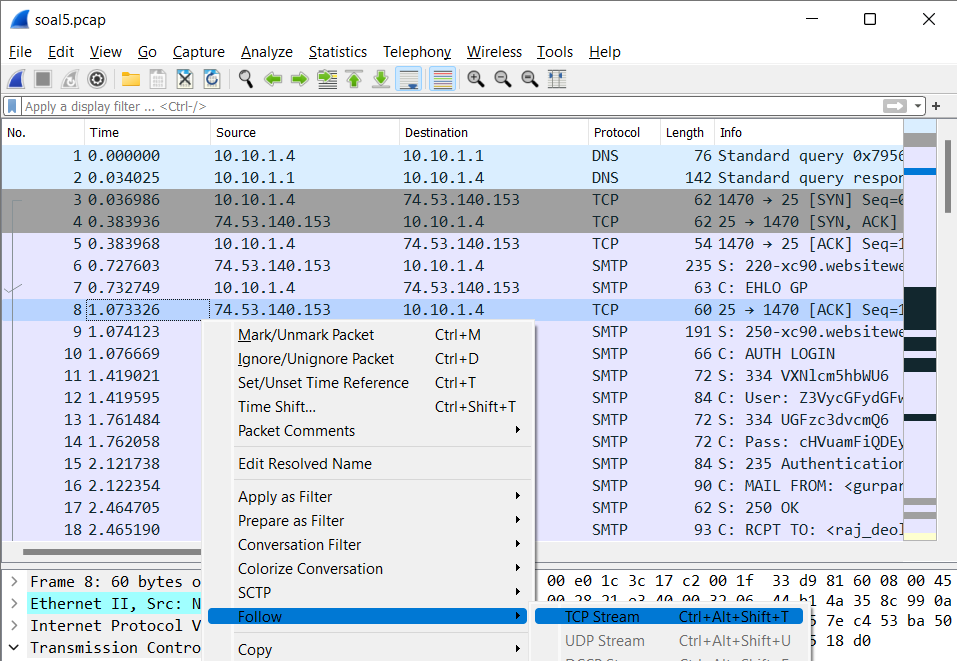 soal5.pcap
File Edit View Go Capture Analyze Statistics Telephony Wireless Tools Help
Apply a display filter ... <Ctrl-/>
No. Time Source Destination Protocol Length Info
1 0.000000 10.10.1.4 10.10.1.1 DNS 76 Standard query 0x7956
2 0.034025 10.10.1.1 10.10.1.4 DNS 142 Standard query respon
3 0.036986 10.10.1.4 74.53.140.153 TCP 62 1470 → 25 [SYN] Seq=0
4 0.383936 74.53.140.153 10.10.1.4 TCP 62 25 → 1470 [SYN, ACK]
5 0.383968 10.10.1.4 74.53.140.153 TCP 54 1470 → 25 [ACK] Seq=1
6 0.727603 74.53.140.153 10.10.1.4 SMTP 235 S: 220-xc90.websitewe
7 0.732749 10.10.1.4 74.53.140.153 SMTP 63 C: EHLO GP
8 1.073326 74.53.140.153 10.10.1.4 TCP 60 25 → 1470 [ACK] Seq=1
9 1.074123 SMTP 191 S: 250-xc90.websitewe
10 1.076669 SMTP 66 C: AUTH LOGIN
11 1.419021 SMTP 72 S: 334 VXNlcm5hbWU6
12 1.419595 SMTP 84 C: User: Z3VycGFydGFw
13 1.761484 SMTP 72 S: 334 UGFzc3dvcmQ6
14 1.762058 SMTP 72 C: Pass: cHVuamFiQDEy
15 2.121738 SMTP 84 S: 235 Authentication
16 2.122354 SMTP 90 C: MAIL FROM: <gurpar
17 2.464705 SMTP 62 S: 250 OK
18 2.465190 SMTP 93 C: RCPT TO: <raj_deol
Mark/Unmark Packet Ctrl+M
Ignore/Unignore Packet Ctrl+D
Set/Unset Time Reference Ctrl+T
Time Shift... Ctrl+Shift+T
Packet Comments
Edit Resolved Name
Apply as Filter
Prepare as Filter
Conversation Filter
Colorize Conversation
SCTP
Follow
Copy
TCP Stream Ctrl+Alt+Shift+T
UDP Stream Ctrl+Alt+Shift+U
Frame 8: 60 bytes o
Ethernet II, Src: N
Internet Protocol V
Transmission Contro
00 e0 1c 3c 17 c2 00 1f 33 d9 81 60 08 00 45
00 28 21 e3 40 00 32 06 44 b1 4a 35 8c 99 0a
7e c4 53 ba 50
18 d0